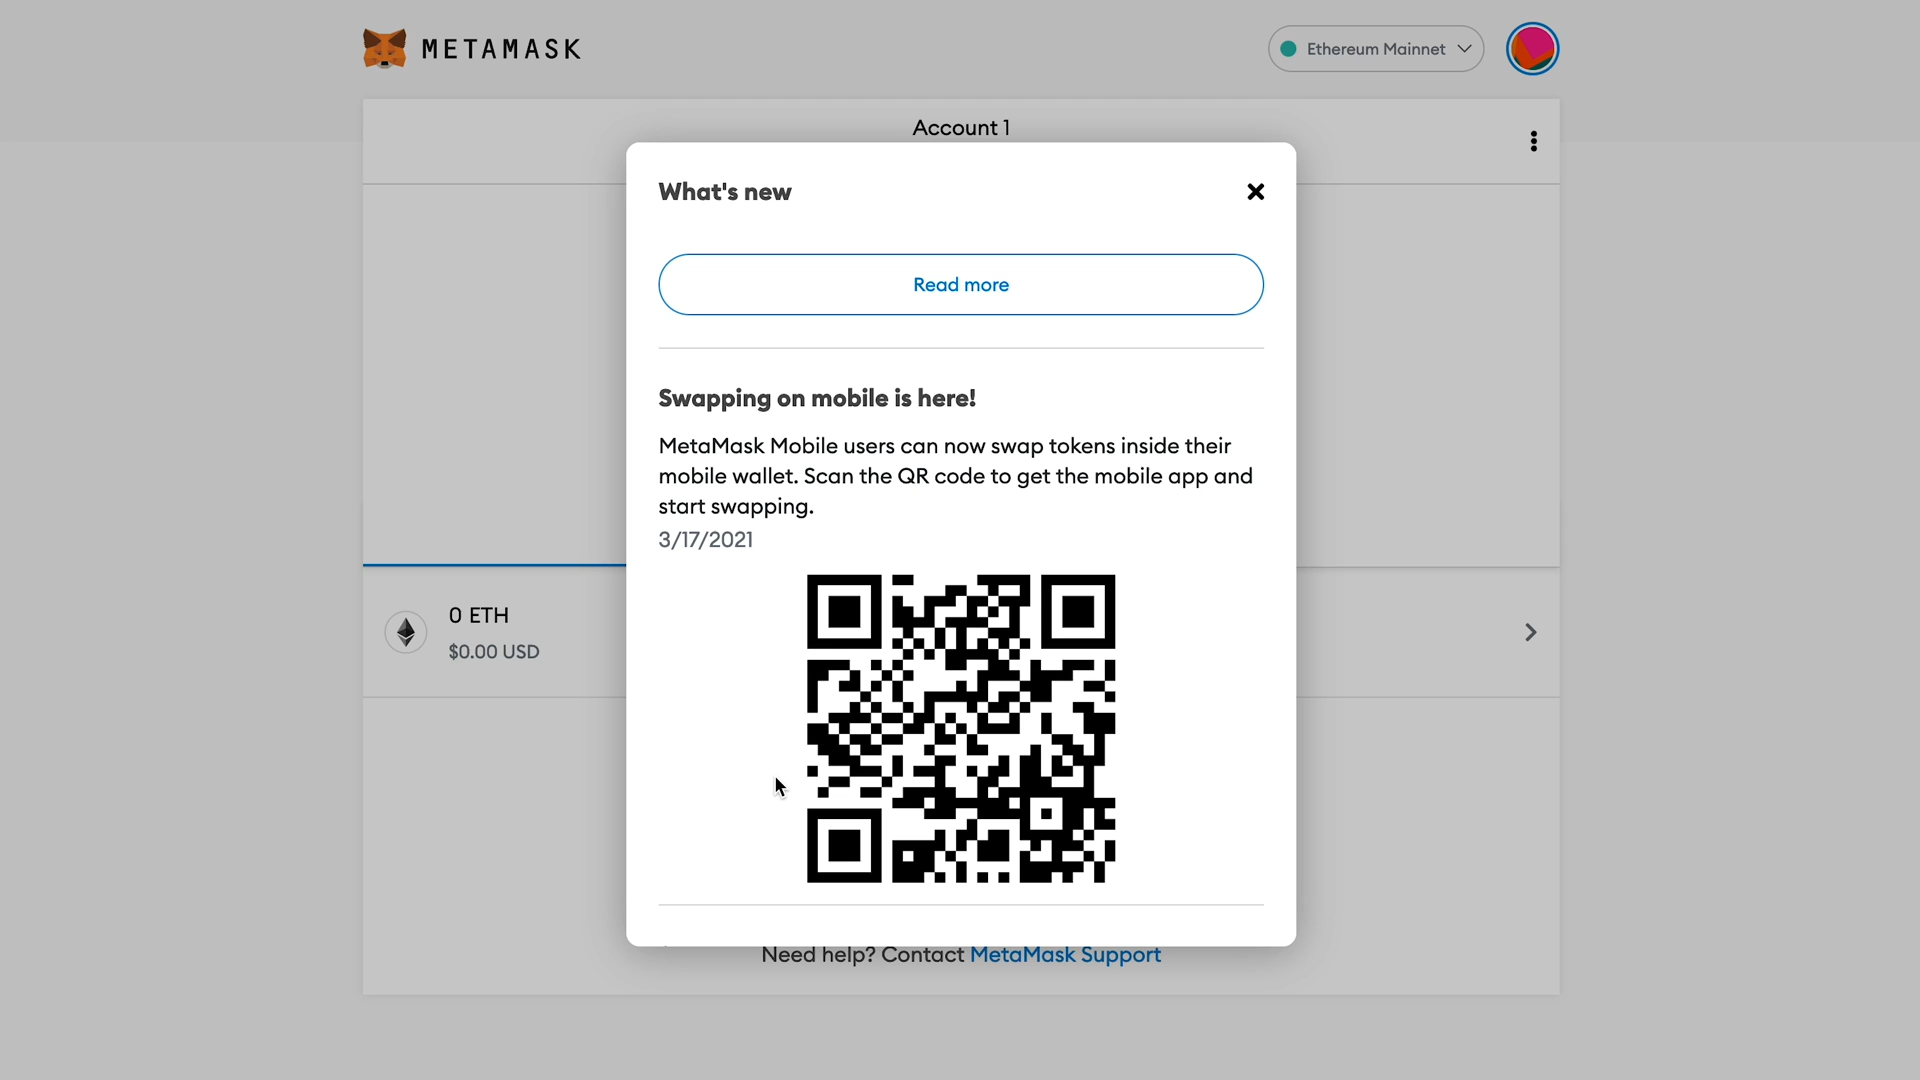 METAMASK
Ethereum Mainnet
Account 1
What's new
Read more
Swapping on mobile is here!
MetaMask Mobile users can now swap tokens inside their
mobile wallet. Scan the QR code to get the mobile app and
start swapping.
3/17/2021
0 ETH
$0.00 USD
Need help? Contact MetaMask Support